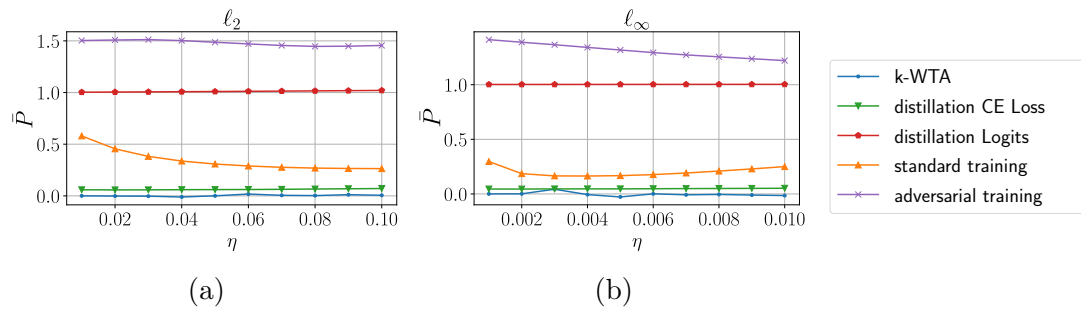 ℓ₂
1.5
1.0
0.5
0.0
P̄
0.02 0.04 0.06 0.08 0.10
η
(a)
ℓ∞
1.0
0.5
0.0
P̄
0.002 0.004 0.006 0.008 0.010
η
(b)
k-WTA
distillation CE Loss
distillation Logits
standard training
adversarial training